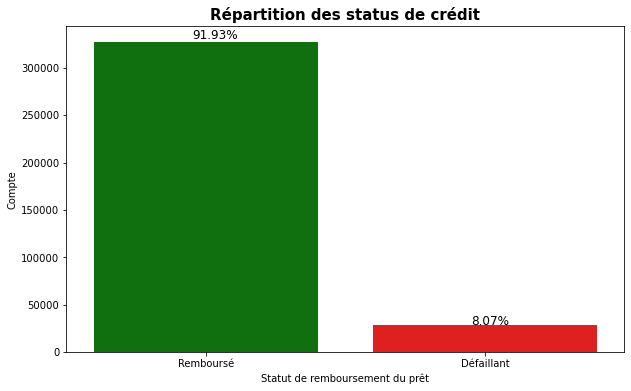 Répartition des status de crédit
91.93%
300000
250000
200000
150000
100000
50000
8.07%
0
Compte
Remboursé
Défaillant
Statut de remboursement du prêt